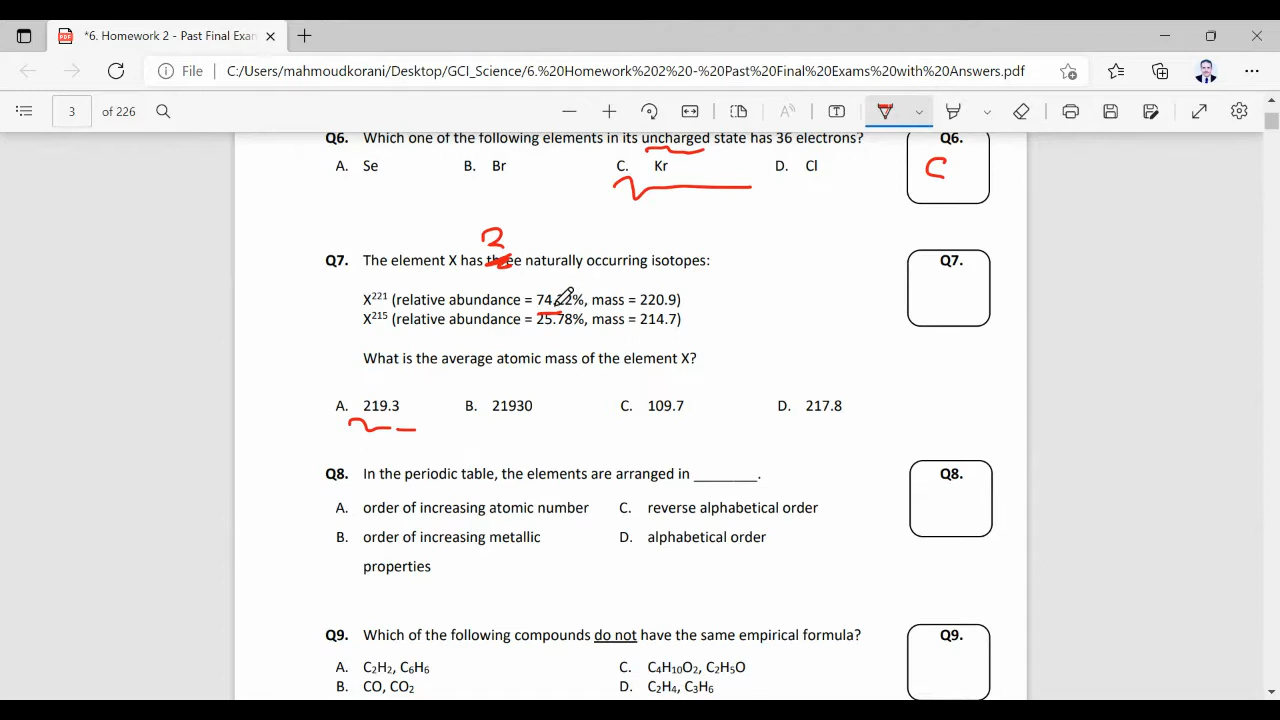 *6. Homework 2 - Past Final Exam
File C:/Users/mahmoudkorani/Desktop/GCI_Science/6.%20Homework%202%20-%20Past%20Final%20Exams%20with%20Answers.pdf
3 of 226
Q6. Which one of the following elements in its uncharged state has 36 electrons? Q6.
A. Se B. Br C. Kr D. Cl C
2
Q7. The element X has three naturally occurring isotopes: Q7.
X221 (relative abundance = 74.22%, mass = 220.9)
X215 (relative abundance = 25.78%, mass = 214.7)
What is the average atomic mass of the element X?
A. 219.3 B. 21930 C. 109.7 D. 217.8
Q8. In the periodic table, the elements are arranged in ________. Q8.
A. order of increasing atomic number C. reverse alphabetical order
B. order of increasing metallic D. alphabetical order
properties
Q9. Which of the following compounds do not have the same empirical formula? Q9.
A. C₂H₂, C₆H₆ C. C₄H₁₀O₂, C₂H₅O
B. CO, CO₂ D. C₂H₄, C₃H₆